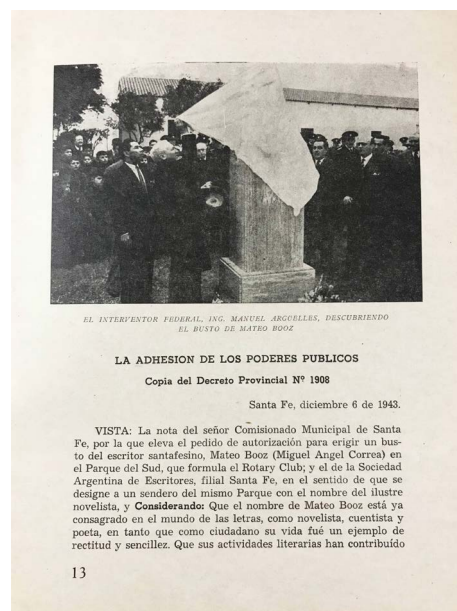 EL INTERVENTOR FEDERAL, ING. MANUEL ARGÜELLES, DESCUBRIENDO
EL BUSTO DE MATEO BOOZ
LA ADHESION DE LOS PODERES PUBLICOS
Copia del Decreto Provincial Nº 1908
Santa Fe, diciembre 6 de 1943.
VISTA: La nota del señor Comisionado Municipal de Santa
Fe, por la que eleva el pedido de autorización para erigir un bus-
to del escritor santafesino, Mateo Booz (Miguel Angel Correa) en
el Parque del Sud, que formula el Rotary Club; y el de la Sociedad
Argentina de Escritores, filial Santa Fe, en el sentido de que se
designe a un sendero del mismo Parque con el nombre del ilustre
novelista, y Considerando: Que el nombre de Mateo Booz está ya
consagrado en el mundo de las letras, como novelista, cuentista y
poeta, en tanto que como ciudadano su vida fué un ejemplo de
rectitud y sencillez. Que sus actividades literarias han contribuído
13